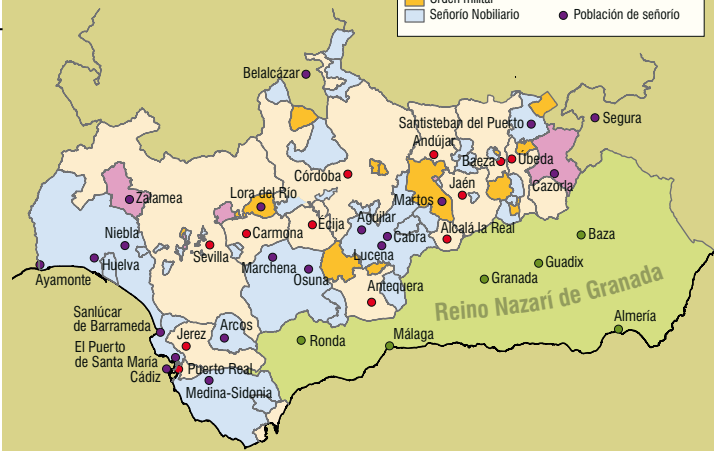 Orden militar
Señorío Nobiliario
Población de señorío
Belalcázar
Santisteban del Puerto
Segura
Andújar
Baeza
Úbeda
Córdoba
Jaén
Cazorla
Zalamea
Lora del Río
Martos
Aguilar
Niebla
Carmona
Écija
Cabra
Alcalá la Real
Baza
Sevilla
Lucena
Huelva
Marchena
Guadix
Ayamonte
Osuna
Granada
Antequera
Reino Nazarí de Granada
Sanlúcar
de Barrameda
Arcos
Almería
Jerez
Ronda
Málaga
El Puerto
de Santa María
Puerto Real
Cádiz
Medina-Sidonia